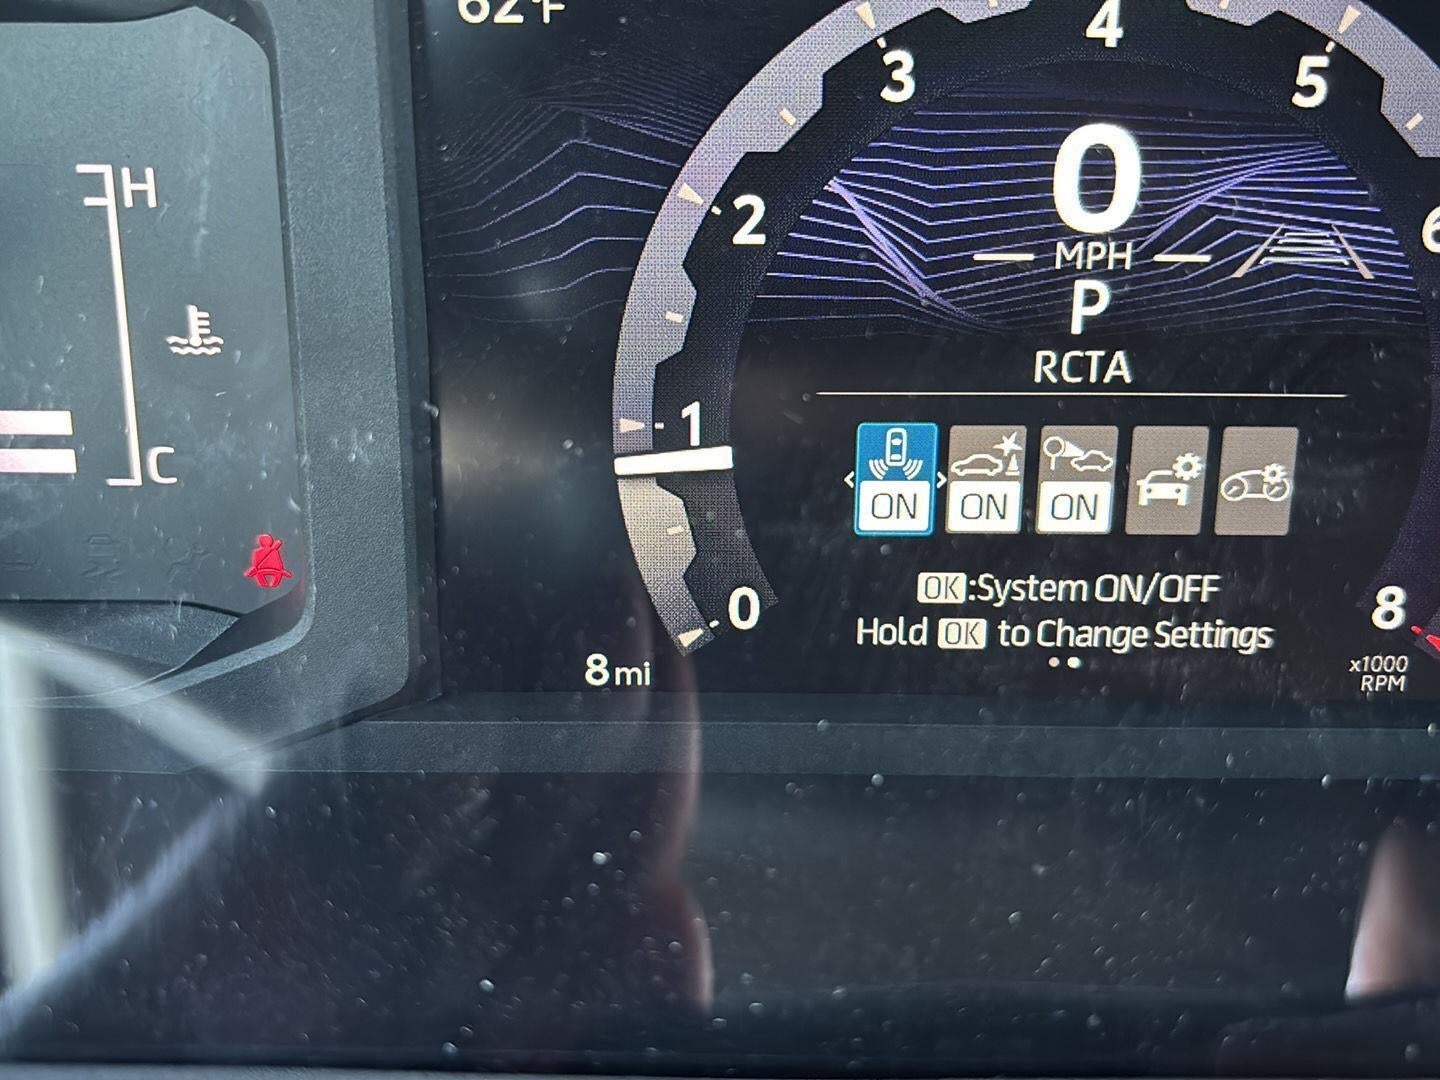 62°F
H
C
3
4
5
2
6
1
0
8
0
MPH
P
RCTA
ON ON ON
OK:System ON/OFF
Hold OK to Change Settings
8 mi
x1000
RPM